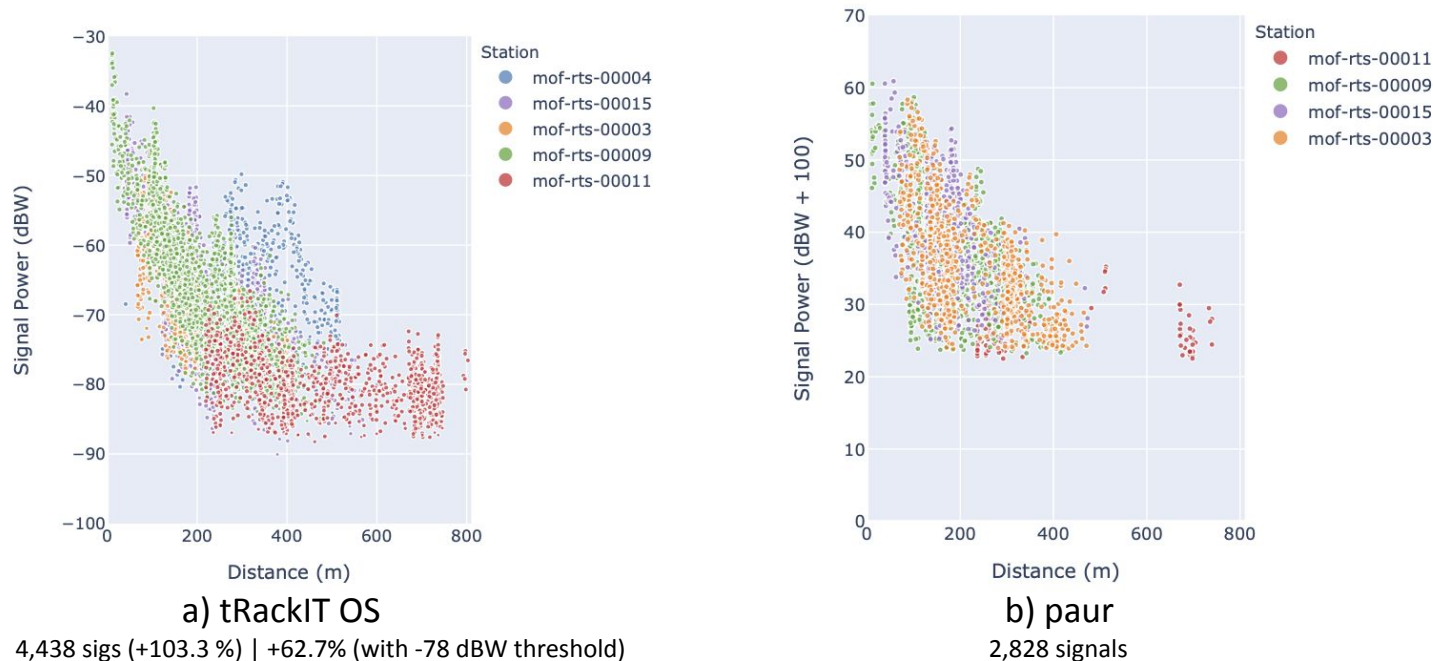 −30
−40
−50
−60
−70
−80
−90
−100
Signal Power (dBW)
0
200
400
600
800
Distance (m)
Station
mof-rts-00004
mof-rts-00015
mof-rts-00003
mof-rts-00009
mof-rts-00011
a) tRackIT OS
4,438 sigs (+103.3 %) | +62.7% (with -78 dBW threshold)
70
60
50
40
30
20
10
0
Signal Power (dBW + 100)
0
200
400
600
800
Distance (m)
Station
mof-rts-00011
mof-rts-00009
mof-rts-00015
mof-rts-00003
b) paur
2,828 signals